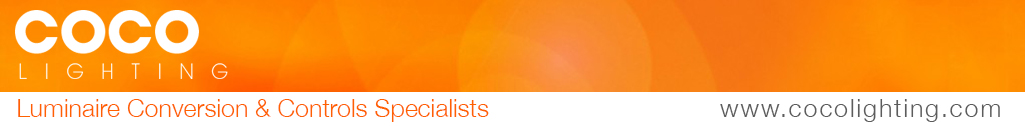 COCO
LIGHTING
Luminaire Conversion & Controls Specialists
www.cocolighting.com